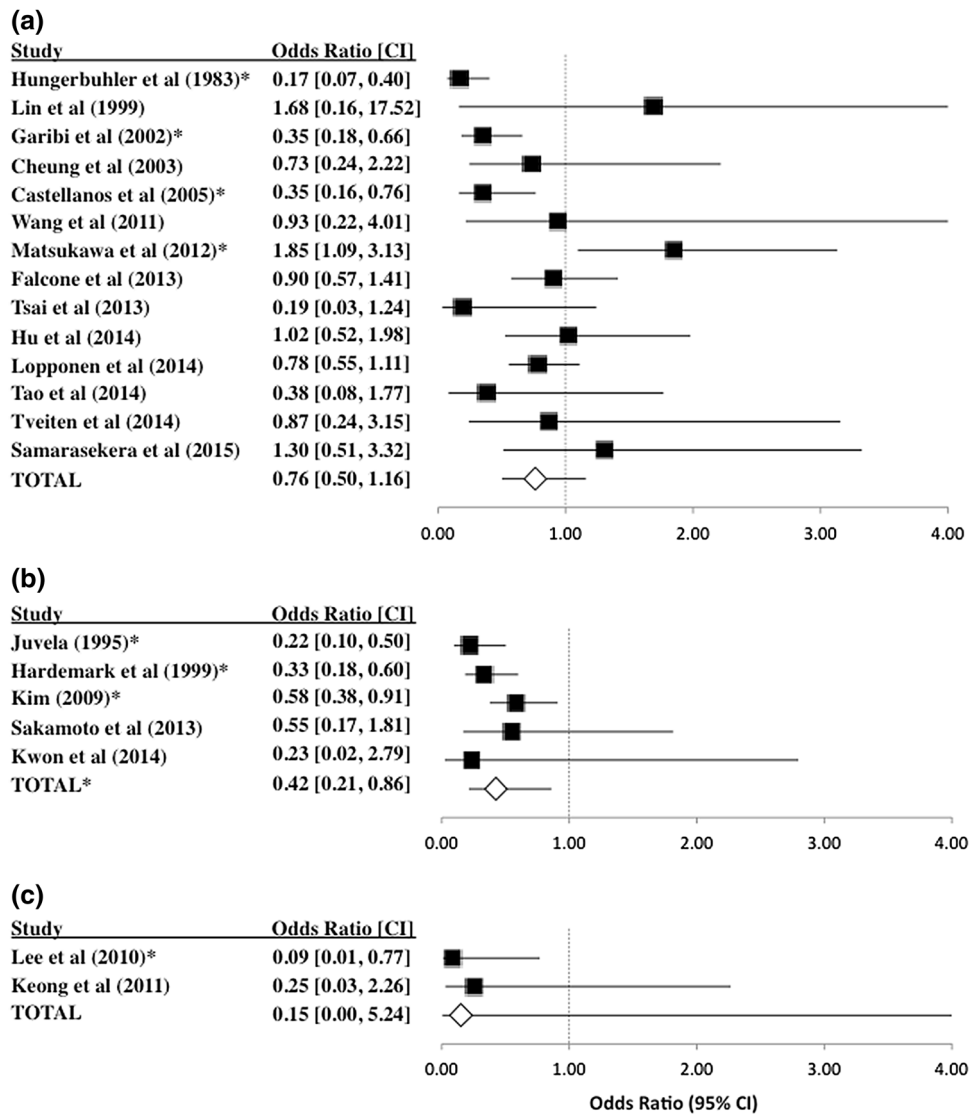 (a)
Study Odds Ratio [CI]
Hungerbuhler et al (1983)* 0.17 [0.07, 0.40]
Lin et al (1999) 1.68 [0.16, 17.52]
Garibi et al (2002)* 0.35 [0.18, 0.66]
Cheung et al (2003) 0.73 [0.24, 2.22]
Castellanos et al (2005)* 0.35 [0.16, 0.76]
Wang et al (2011) 0.93 [0.22, 4.01]
Matsukawa et al (2012)* 1.85 [1.09, 3.13]
Falcone et al (2013) 0.90 [0.57, 1.41]
Tsai et al (2013) 0.19 [0.03, 1.24]
Hu et al (2014) 1.02 [0.52, 1.98]
Lopponen et al (2014) 0.78 [0.55, 1.11]
Tao et al (2014) 0.38 [0.08, 1.77]
Tveiten et al (2014) 0.87 [0.24, 3.15]
Samarasekera et al (2015) 1.30 [0.51, 3.32]
TOTAL 0.76 [0.50, 1.16]
0.00 1.00 2.00 3.00 4.00
(b)
Study Odds Ratio [CI]
Juvela (1995)* 0.22 [0.10, 0.50]
Hardemark et al (1999)* 0.33 [0.18, 0.60]
Kim (2009)* 0.58 [0.38, 0.91]
Sakamoto et al (2013) 0.55 [0.17, 1.81]
Kwon et al (2014) 0.23 [0.02, 2.79]
TOTAL* 0.42 [0.21, 0.86]
0.00 1.00 2.00 3.00 4.00
(c)
Study Odds Ratio [CI]
Lee et al (2010)* 0.09 [0.01, 0.77]
Keong et al (2011) 0.25 [0.03, 2.26]
TOTAL 0.15 [0.00, 5.24]
0.00 1.00 2.00 3.00 4.00
Odds Ratio (95% CI)